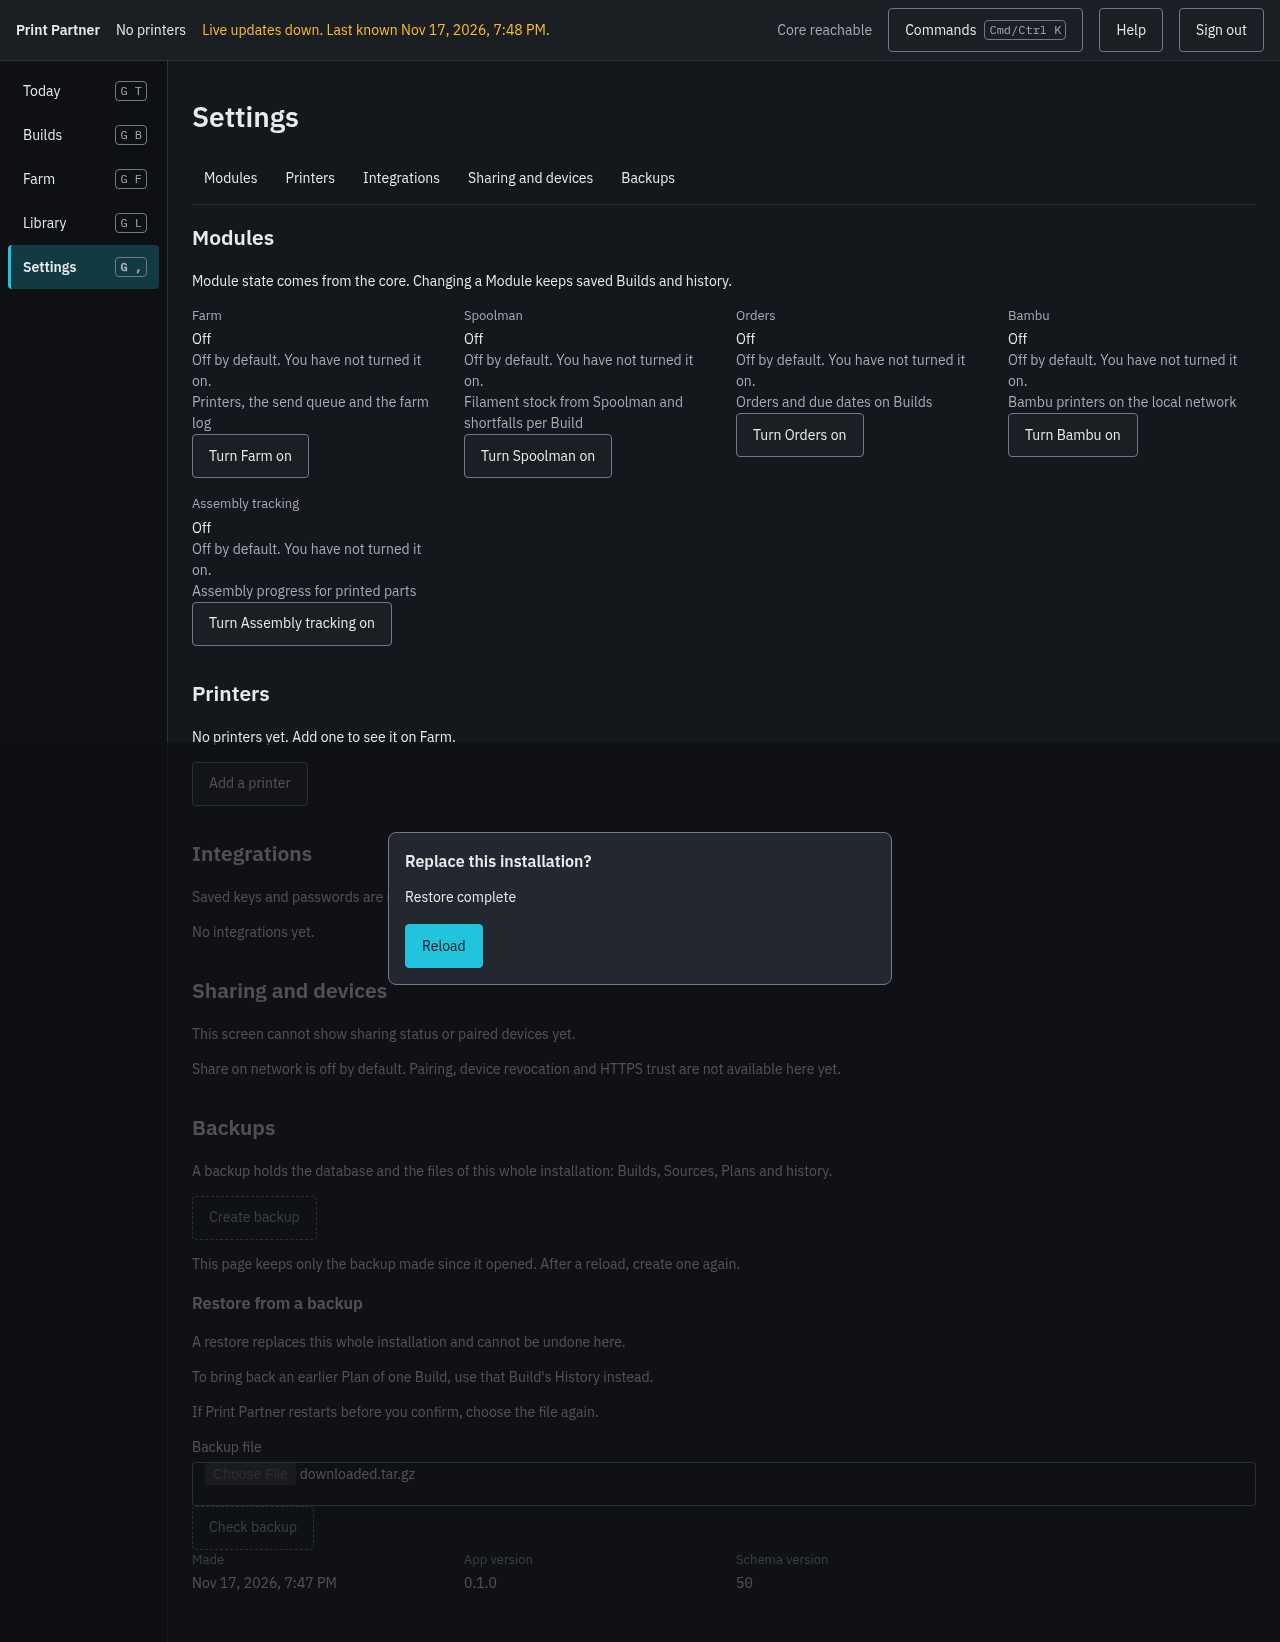 Print Partner No printers Live updates down. Last known Nov 17, 2026, 7:48 PM. Core reachable Commands Cmd/Ctrl K Help Sign out
Today G T
Builds G B
Farm G F
Library G L
Settings G ,
Settings
Modules Printers Integrations Sharing and devices Backups
Modules
Module state comes from the core. Changing a Module keeps saved Builds and history.
Farm
Off
Off by default. You have not turned it
on.
Printers, the send queue and the farm
log
Turn Farm on
Spoolman
Off
Off by default. You have not turned it
on.
Filament stock from Spoolman and
shortfalls per Build
Turn Spoolman on
Orders
Off
Off by default. You have not turned it
on.
Orders and due dates on Builds
Turn Orders on
Bambu
Off
Off by default. You have not turned it
on.
Bambu printers on the local network
Turn Bambu on
Assembly tracking
Off
Off by default. You have not turned it
on.
Assembly progress for printed parts
Turn Assembly tracking on
Printers
No printers yet. Add one to see it on Farm.
Add a printer
Integrations
Saved keys and passwords are
No integrations yet.
Replace this installation?
Restore complete
Reload
Sharing and devices
This screen cannot show sharing status or paired devices yet.
Share on network is off by default. Pairing, device revocation and HTTPS trust are not available here yet.
Backups
A backup holds the database and the files of this whole installation: Builds, Sources, Plans and history.
Create backup
This page keeps only the backup made since it opened. After a reload, create one again.
Restore from a backup
A restore replaces this whole installation and cannot be undone here.
To bring back an earlier Plan of one Build, use that Build's History instead.
If Print Partner restarts before you confirm, choose the file again.
Backup file
Choose File downloaded.tar.gz
Check backup
Made App version Schema version
Nov 17, 2026, 7:47 PM 0.1.0 50